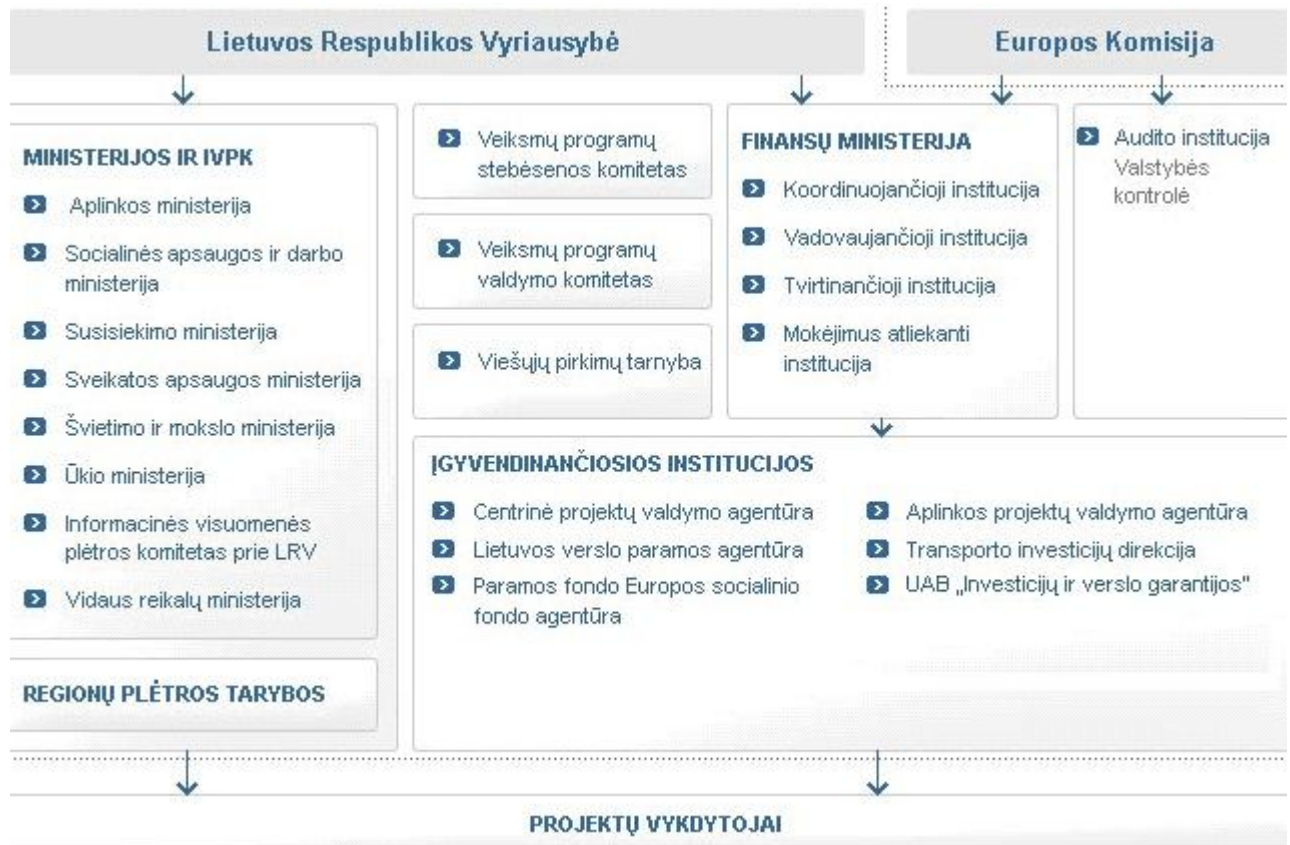 Lietuvos Respublikos Vyriausybė
Europos Komisija
MINISTERIJOS IR IVPK
Aplinkos ministerija
Socialinės apsaugos ir darbo
ministerija
Susisiekimo ministerija
Sveikatos apsaugos ministerija
Švietimo ir mokslo ministerija
Ūkio ministerija
Informacinės visuomenės
plėtros komitetas prie LRV
Vidaus reikalų ministerija
REGIONŲ PLĖTROS TARYBOS
Veiksmų programų
stebėsenos komitetas
Veiksmų programų
valdymo komitetas
Viešųjų pirkimų tarnyba
FINANSŲ MINISTERIJA
Koordinuojančioji institucija
Vadovaujančioji institucija
Tvirtinančioji institucija
Mokėjimus atliekanti
institucija
Audito institucija
Valstybės
kontrolė
ĮGYVENDINANČIOSIOS INSTITUCIJOS
Centrinė projektų valdymo agentūra
Lietuvos verslo paramos agentūra
Paramos fondo Europos socialinio
fondo agentūra
Aplinkos projektų valdymo agentūra
Transporto investicijų direkcija
UAB „Investicijų ir verslo garantijos"
PROJEKTŲ VYKDYTOJAI